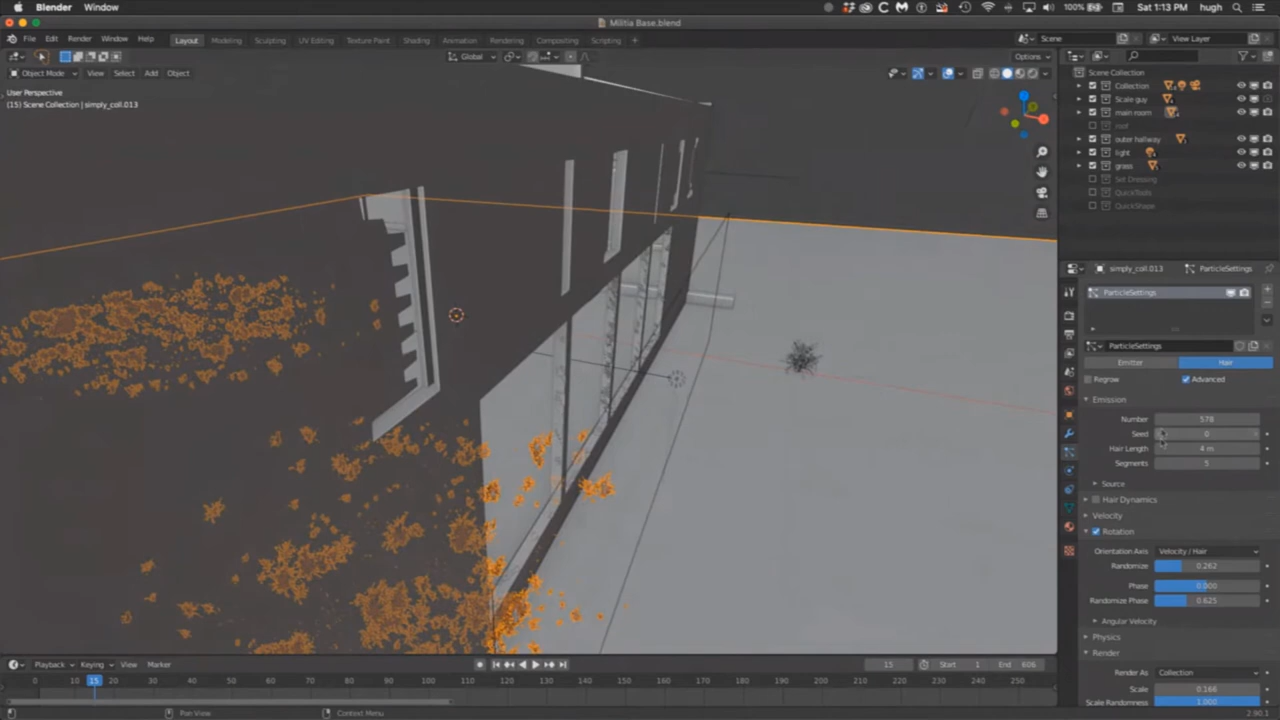 Blender Window 100% Sat 1:13 PM hugh
Militia Base.blend
File Edit Render Window Help Layout Modeling Sculpting UV Editing Texture Paint Shading Animation Rendering Compositing Scripting + Scene View Layer
Global Options
Object Mode View Select Add Object
Scene Collection
Collection
User Perspective
(15) Scene Collection | simply_coll.013
Scale guy
main room
roof
outer hallway
light
grass
Set Dressing
QuickTools
QuickShape
simply_coll.013 ParticleSettings
ParticleSettings
ParticleSettings
Emitter Hair
Regrow Advanced
Emission
Number 578
Seed 0
Hair Length 4 m
Segments 5
Source
Hair Dynamics
Velocity
Rotation
Orientation Axis Velocity / Hair
Randomize 0.262
Phase 0.000
Randomize Phase 0.625
Angular Velocity
Physics
Render
Render As Collection
Scale 0.166
Scale Randomness 1.000
Playback Keying View Marker 15 Start 1 End 606
0 10 15 20 30 40 50 60 70 80 90 100 110 120 130 140 150 160 170 180 190 200 210 220 230 240 250
Pan View Context Menu 2.90.1